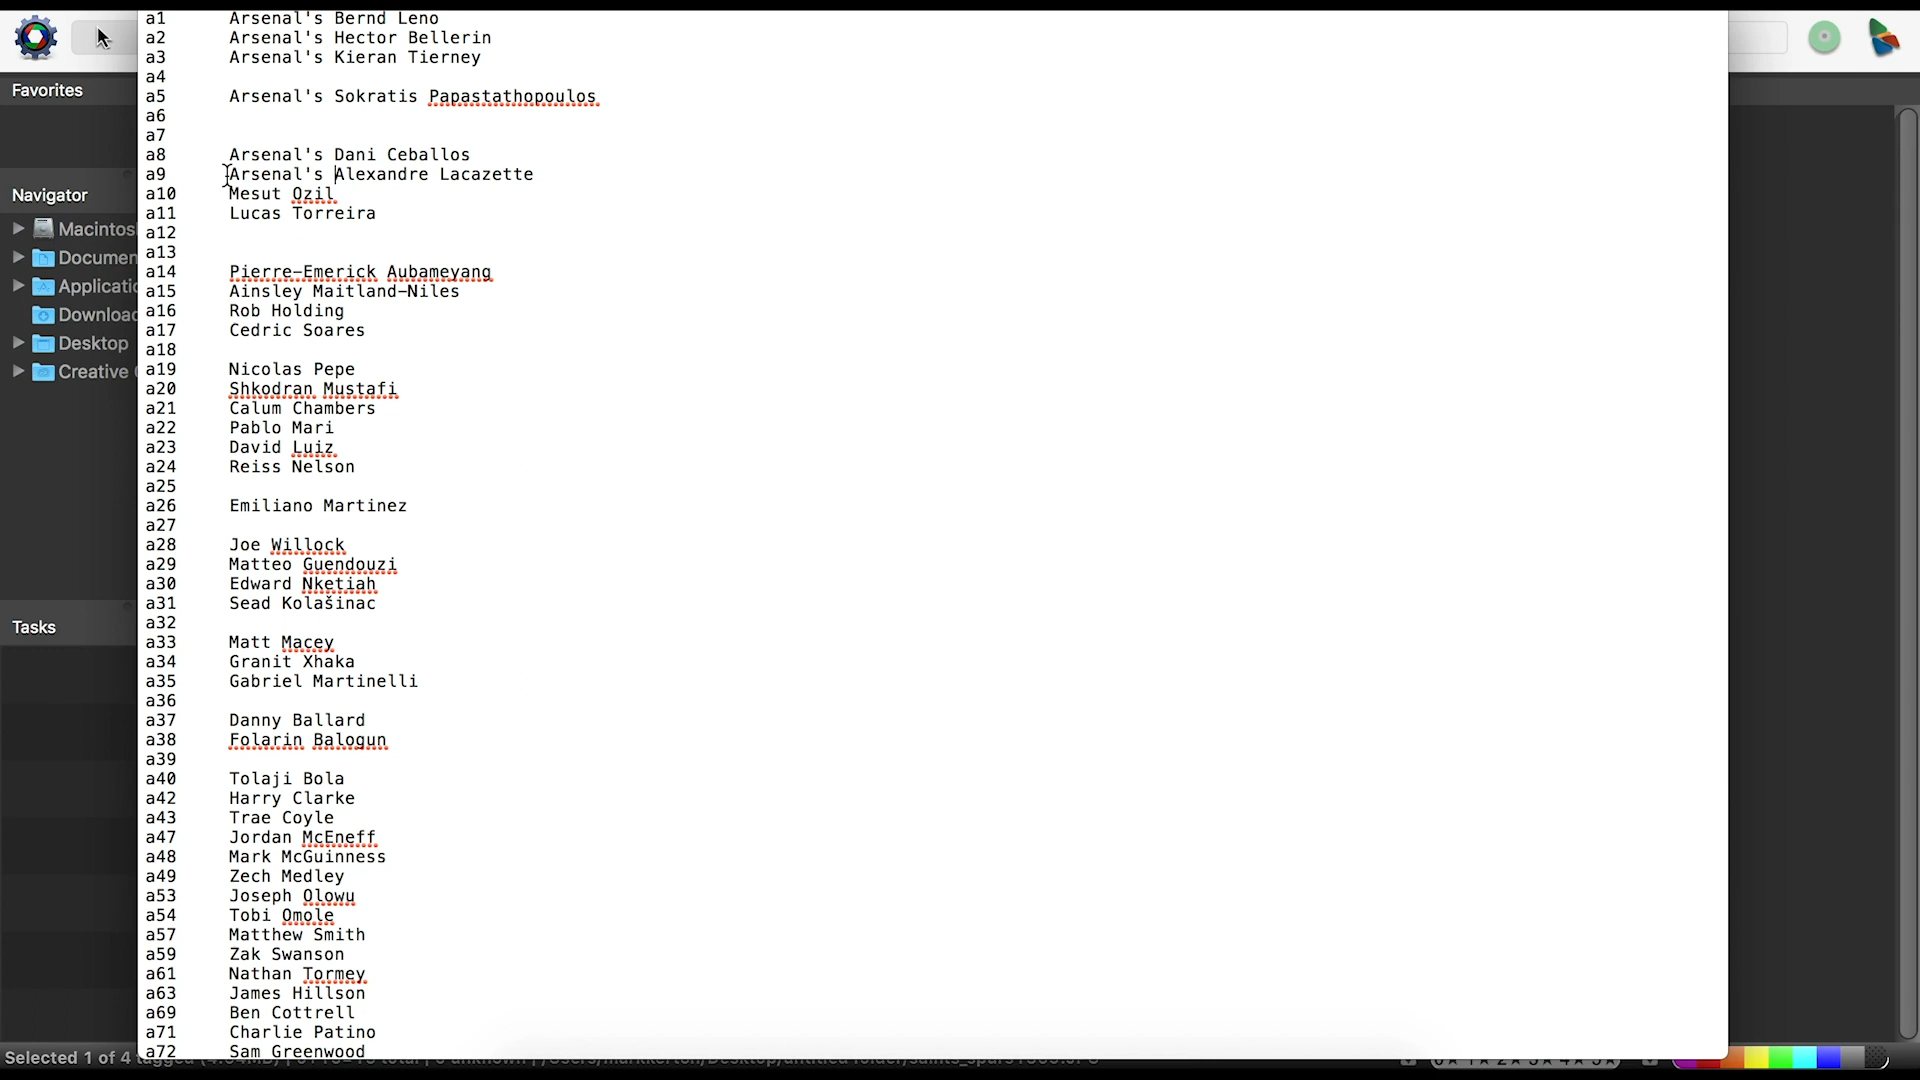 a1 Arsenal's Bernd Leno
a2 Arsenal's Hector Bellerin
a3 Arsenal's Kieran Tierney
Favorites
a4
a5 Arsenal's Sokratis Papastathopoulos
a6
a7
a8 Arsenal's Dani Ceballos
a9 Arsenal's Alexandre Lacazette
Navigator
a10 Mesut Ozil
a11 Lucas Torreira
Macintosh
a12
a13
Documen
a14 Pierre-Emerick Aubameyang
Applicatio
a15 Ainsley Maitland-Niles
Download
a16 Rob Holding
a17 Cedric Soares
Desktop
a18
a19 Nicolas Pepe
Creative
a20 Shkodran Mustafi
a21 Calum Chambers
a22 Pablo Mari
a23 David Luiz
a24 Reiss Nelson
a25
a26 Emiliano Martinez
a27
a28 Joe Willock
a29 Matteo Guendouzi
a30 Edward Nketiah
a31 Sead Kolašinac
Tasks
a32
a33 Matt Macey
a34 Granit Xhaka
a35 Gabriel Martinelli
a36
a37 Danny Ballard
a38 Folarin Balogun
a39
a40 Tolaji Bola
a42 Harry Clarke
a43 Trae Coyle
a47 Jordan McEneff
a48 Mark McGuinness
a49 Zech Medley
a53 Joseph Olowu
a54 Tobi Omole
a57 Matthew Smith
a59 Zak Swanson
a61 Nathan Tormey
a63 James Hillson
a69 Ben Cottrell
a71 Charlie Patino
a72 Sam Greenwood
Selected 1 of 4 tagged